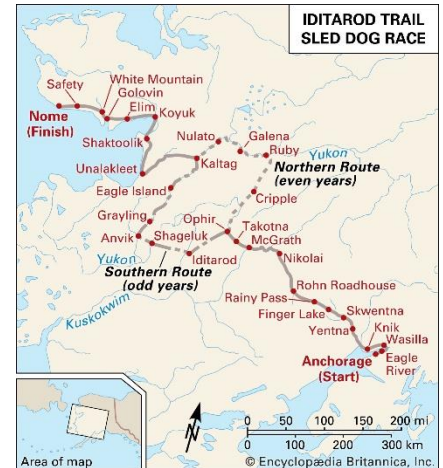 IDITAROD TRAIL
SLED DOG RACE
Safety
White Mountain
Golovin
Elim
Koyuk
Nome
(Finish)
Shaktoolik
Nulato
Galena
Ruby
Yukon
Unalakleet
Kaltag
Northern Route
(even years)
Eagle Island
Cripple
Grayling
Ophir
Takotna
McGrath
Anvik
Shageluk
Nikolai
Yukon
Iditarod
Southern Route
(odd years)
Rohn Roadhouse
Kuskokwim
Rainy Pass
Skwentna
Finger Lake
Knik
Yentna
Wasilla
Anchorage
(Start)
Eagle
River
0 50 100 150 200 mi
0 100 200 300 km
Area of map
© Encyclopædia Britannica, Inc.